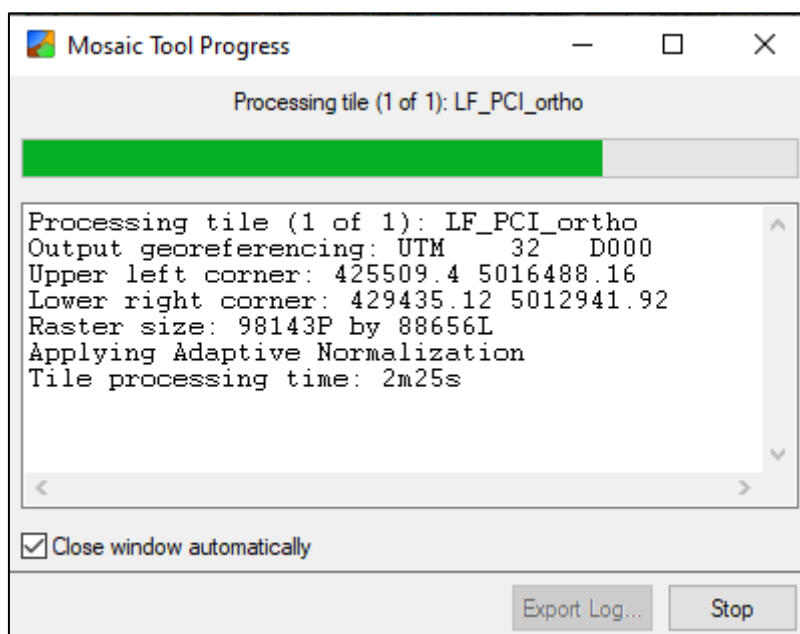 Mosaic Tool Progress
Processing tile (1 of 1): LF_PCI_ortho
Processing tile (1 of 1): LF_PCI_ortho
Output georeferencing: UTM    32   D000
Upper left corner: 425509.4 5016488.16
Lower right corner: 429435.12 5012941.92
Raster size: 98143P by 88656L
Applying Adaptive Normalization
Tile processing time: 2m25s
Close window automatically
Export Log... Stop